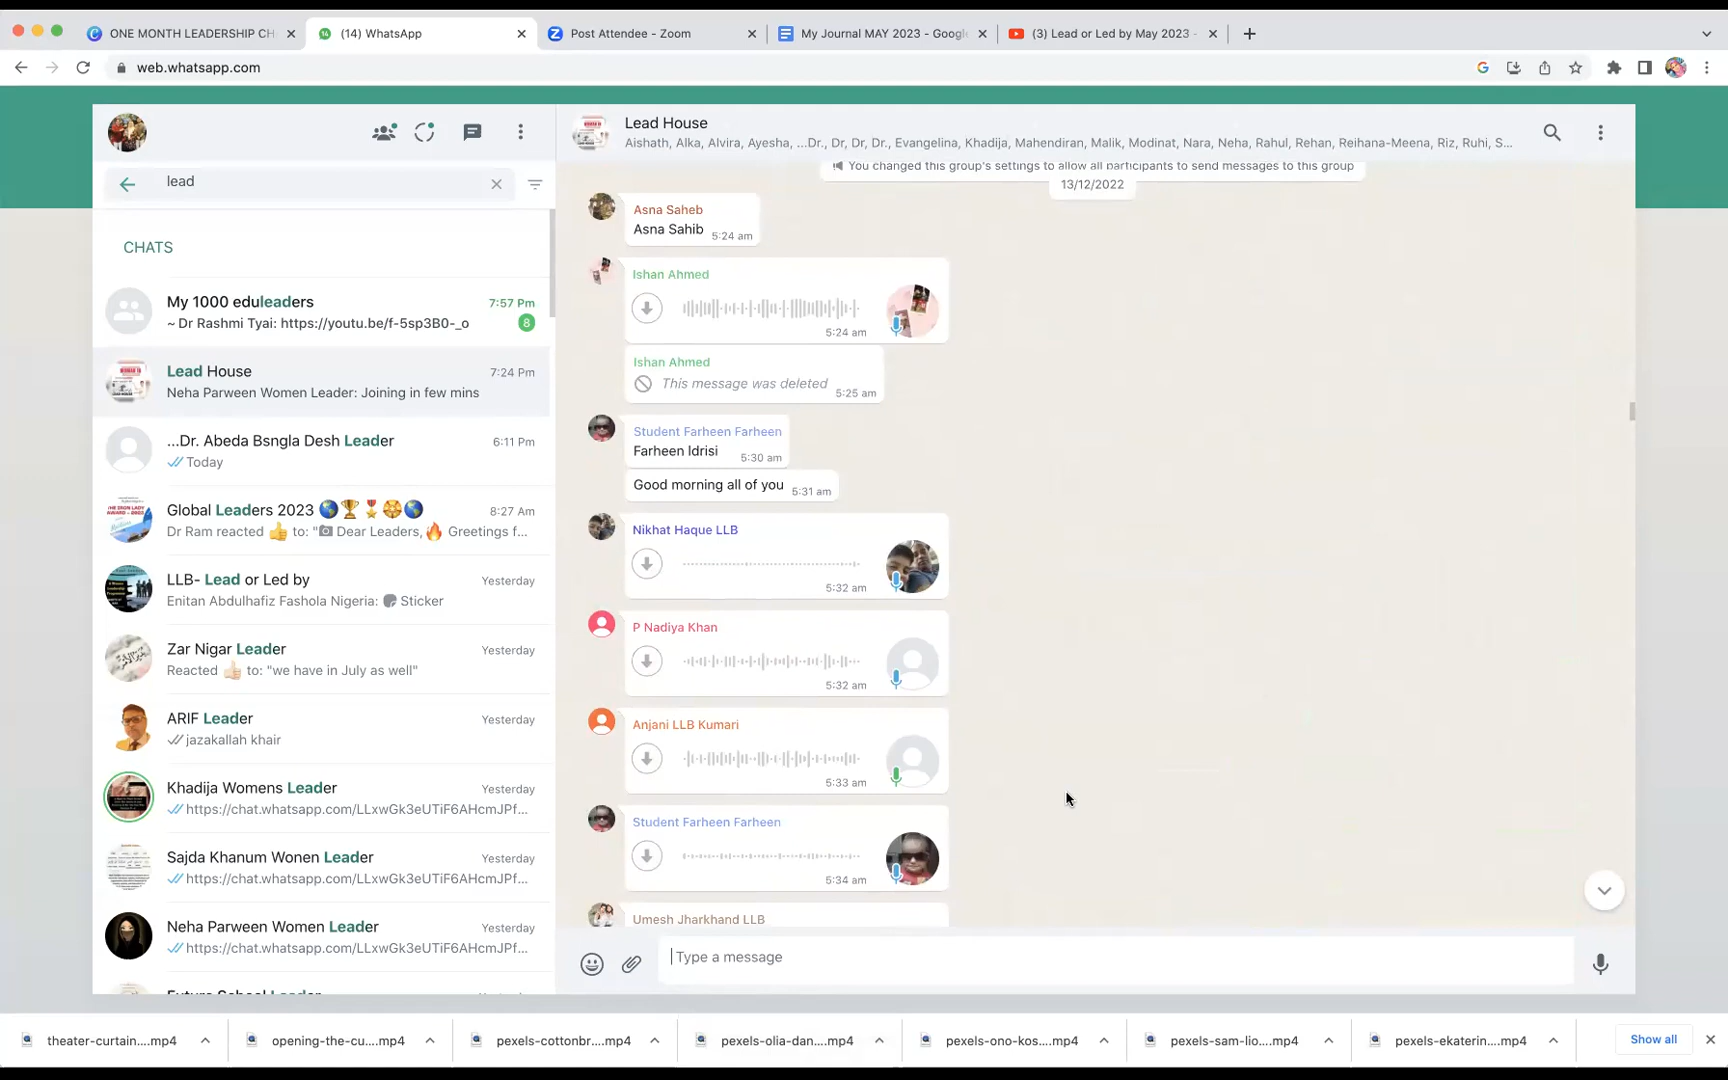 ONE MONTH LEADERSHIP CH
(14) WhatsApp
Post Attendee - Zoom
My Journal MAY 2023 - Google
(3) Lead or Led by May 2023 -
web.whatsapp.com
lead
CHATS
My 1000 eduleaders
7:57 Pm
~ Dr Rashmi Tyai: https://youtu.be/f-5sp3B0-_o
8
Lead House
7:24 Pm
Neha Parween Women Leader: Joining in few mins
...Dr. Abeda Bsngla Desh Leader
6:11 Pm
Today
Global Leaders 2023 🌎🏆🎖️🏵️🌎
8:27 Am
Dr Ram reacted 👍 to: "📷 Dear Leaders,🔥 Greetings f...
LLB- Lead or Led by
Yesterday
Enitan Abdulhafiz Fashola Nigeria: Sticker
Zar Nigar Leader
Yesterday
Reacted 👍🏻 to: "we have in July as well"
ARIF Leader
Yesterday
jazakallah khair
Khadija Womens Leader
Yesterday
https://chat.whatsapp.com/LLxwGk3eUTiF6AHcmJPf...
Sajda Khanum Wonen Leader
Yesterday
https://chat.whatsapp.com/LLxwGk3eUTiF6AHcmJPf...
Neha Parween Women Leader
Yesterday
https://chat.whatsapp.com/LLxwGk3eUTiF6AHcmJPf...
Lead House
Aishath, Alka, Alvira, Ayesha, ...Dr., Dr, Dr, Dr., Evangelina, Khadija, Mahendiran, Malik, Modinat, Nara, Neha, Rahul, Rehan, Reihana-Meena, Riz, Ruhi, S...
You changed this group's settings to allow all participants to send messages to this group
13/12/2022
Asna Saheb
Asna Sahib 5:24 am
Ishan Ahmed
5:24 am
Ishan Ahmed
This message was deleted 5:25 am
Student Farheen Farheen
Farheen Idrisi 5:30 am
Good morning all of you 5:31 am
Nikhat Haque LLB
5:32 am
P Nadiya Khan
5:32 am
Anjani LLB Kumari
5:33 am
Student Farheen Farheen
5:34 am
Umesh Jharkhand LLB
Type a message
theater-curtain....mp4
opening-the-cu....mp4
pexels-cottonbr....mp4
pexels-olia-dan....mp4
pexels-ono-kos....mp4
pexels-sam-lio....mp4
pexels-ekaterin....mp4
Show all